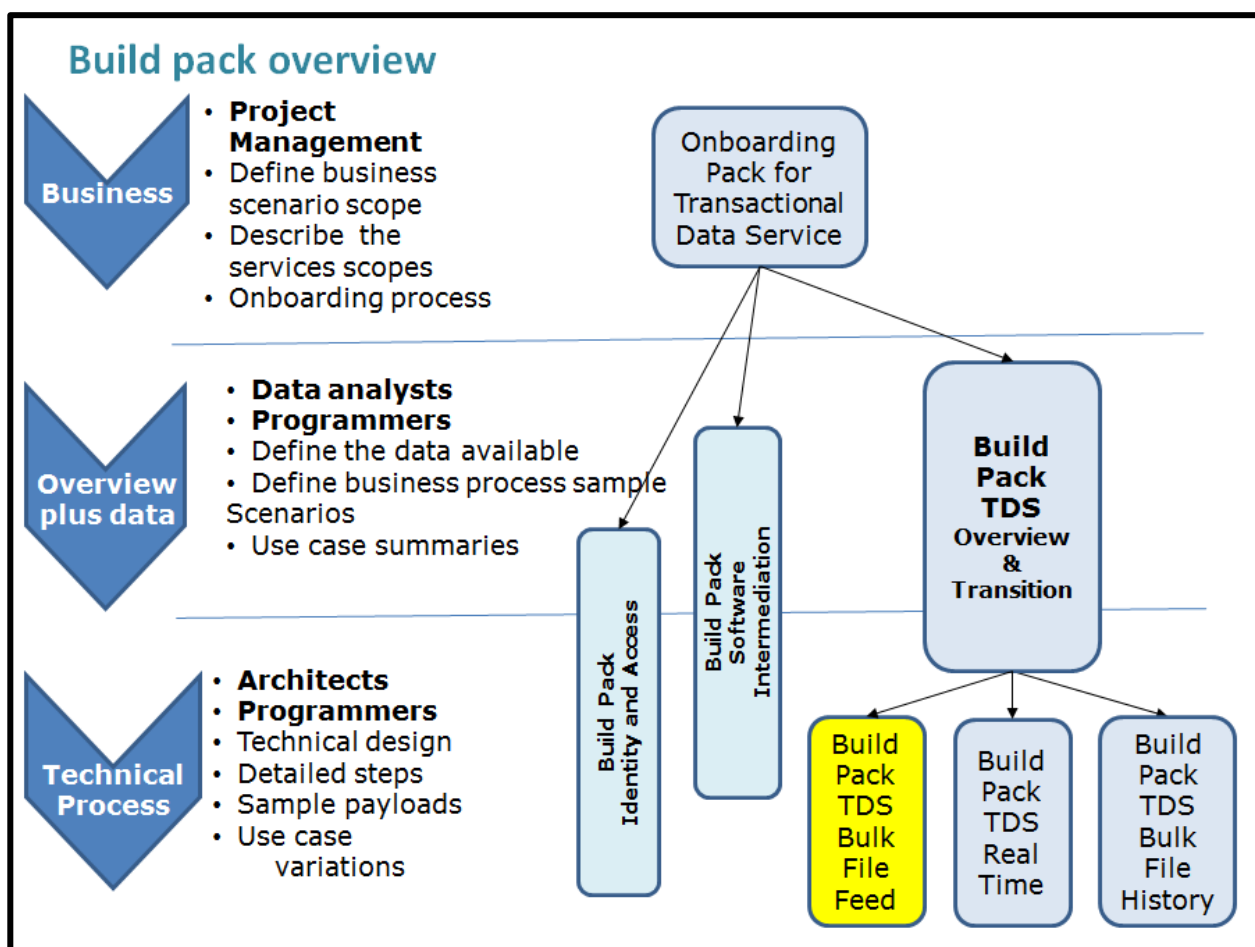 Build pack overview
Business
• Project
Management
• Define business
scenario scope
• Describe the
services scopes
• Onboarding process
Onboarding
Pack for
Transactional
Data Service
Overview
plus data
• Data analysts
• Programmers
• Define the data available
• Define business process sample
Scenarios
• Use case summaries
Build Pack
Identity and Access
Build Pack
Software
Intermediation
Build
Pack
TDS
Overview
&
Transition
Technical
Process
• Architects
• Programmers
• Technical design
• Detailed steps
• Sample payloads
• Use case
variations
Build
Pack
TDS
Bulk
File
Feed
Build
Pack
TDS
Real
Time
Build
Pack
TDS
Bulk
File
History